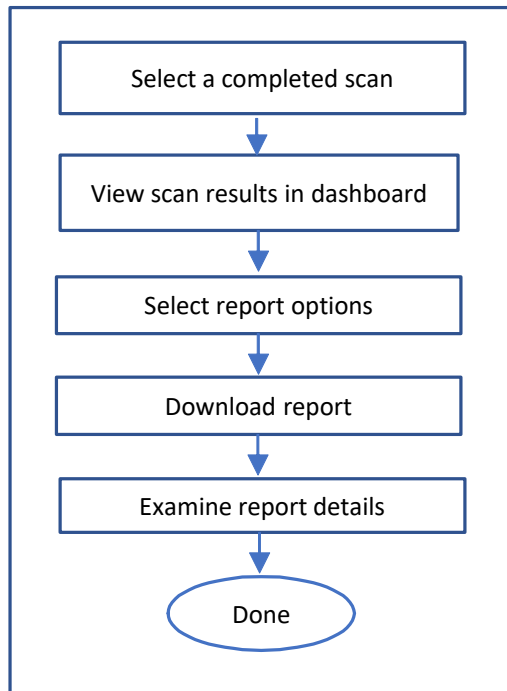 Select a completed scan
View scan results in dashboard
Select report options
Download report
Examine report details
Done